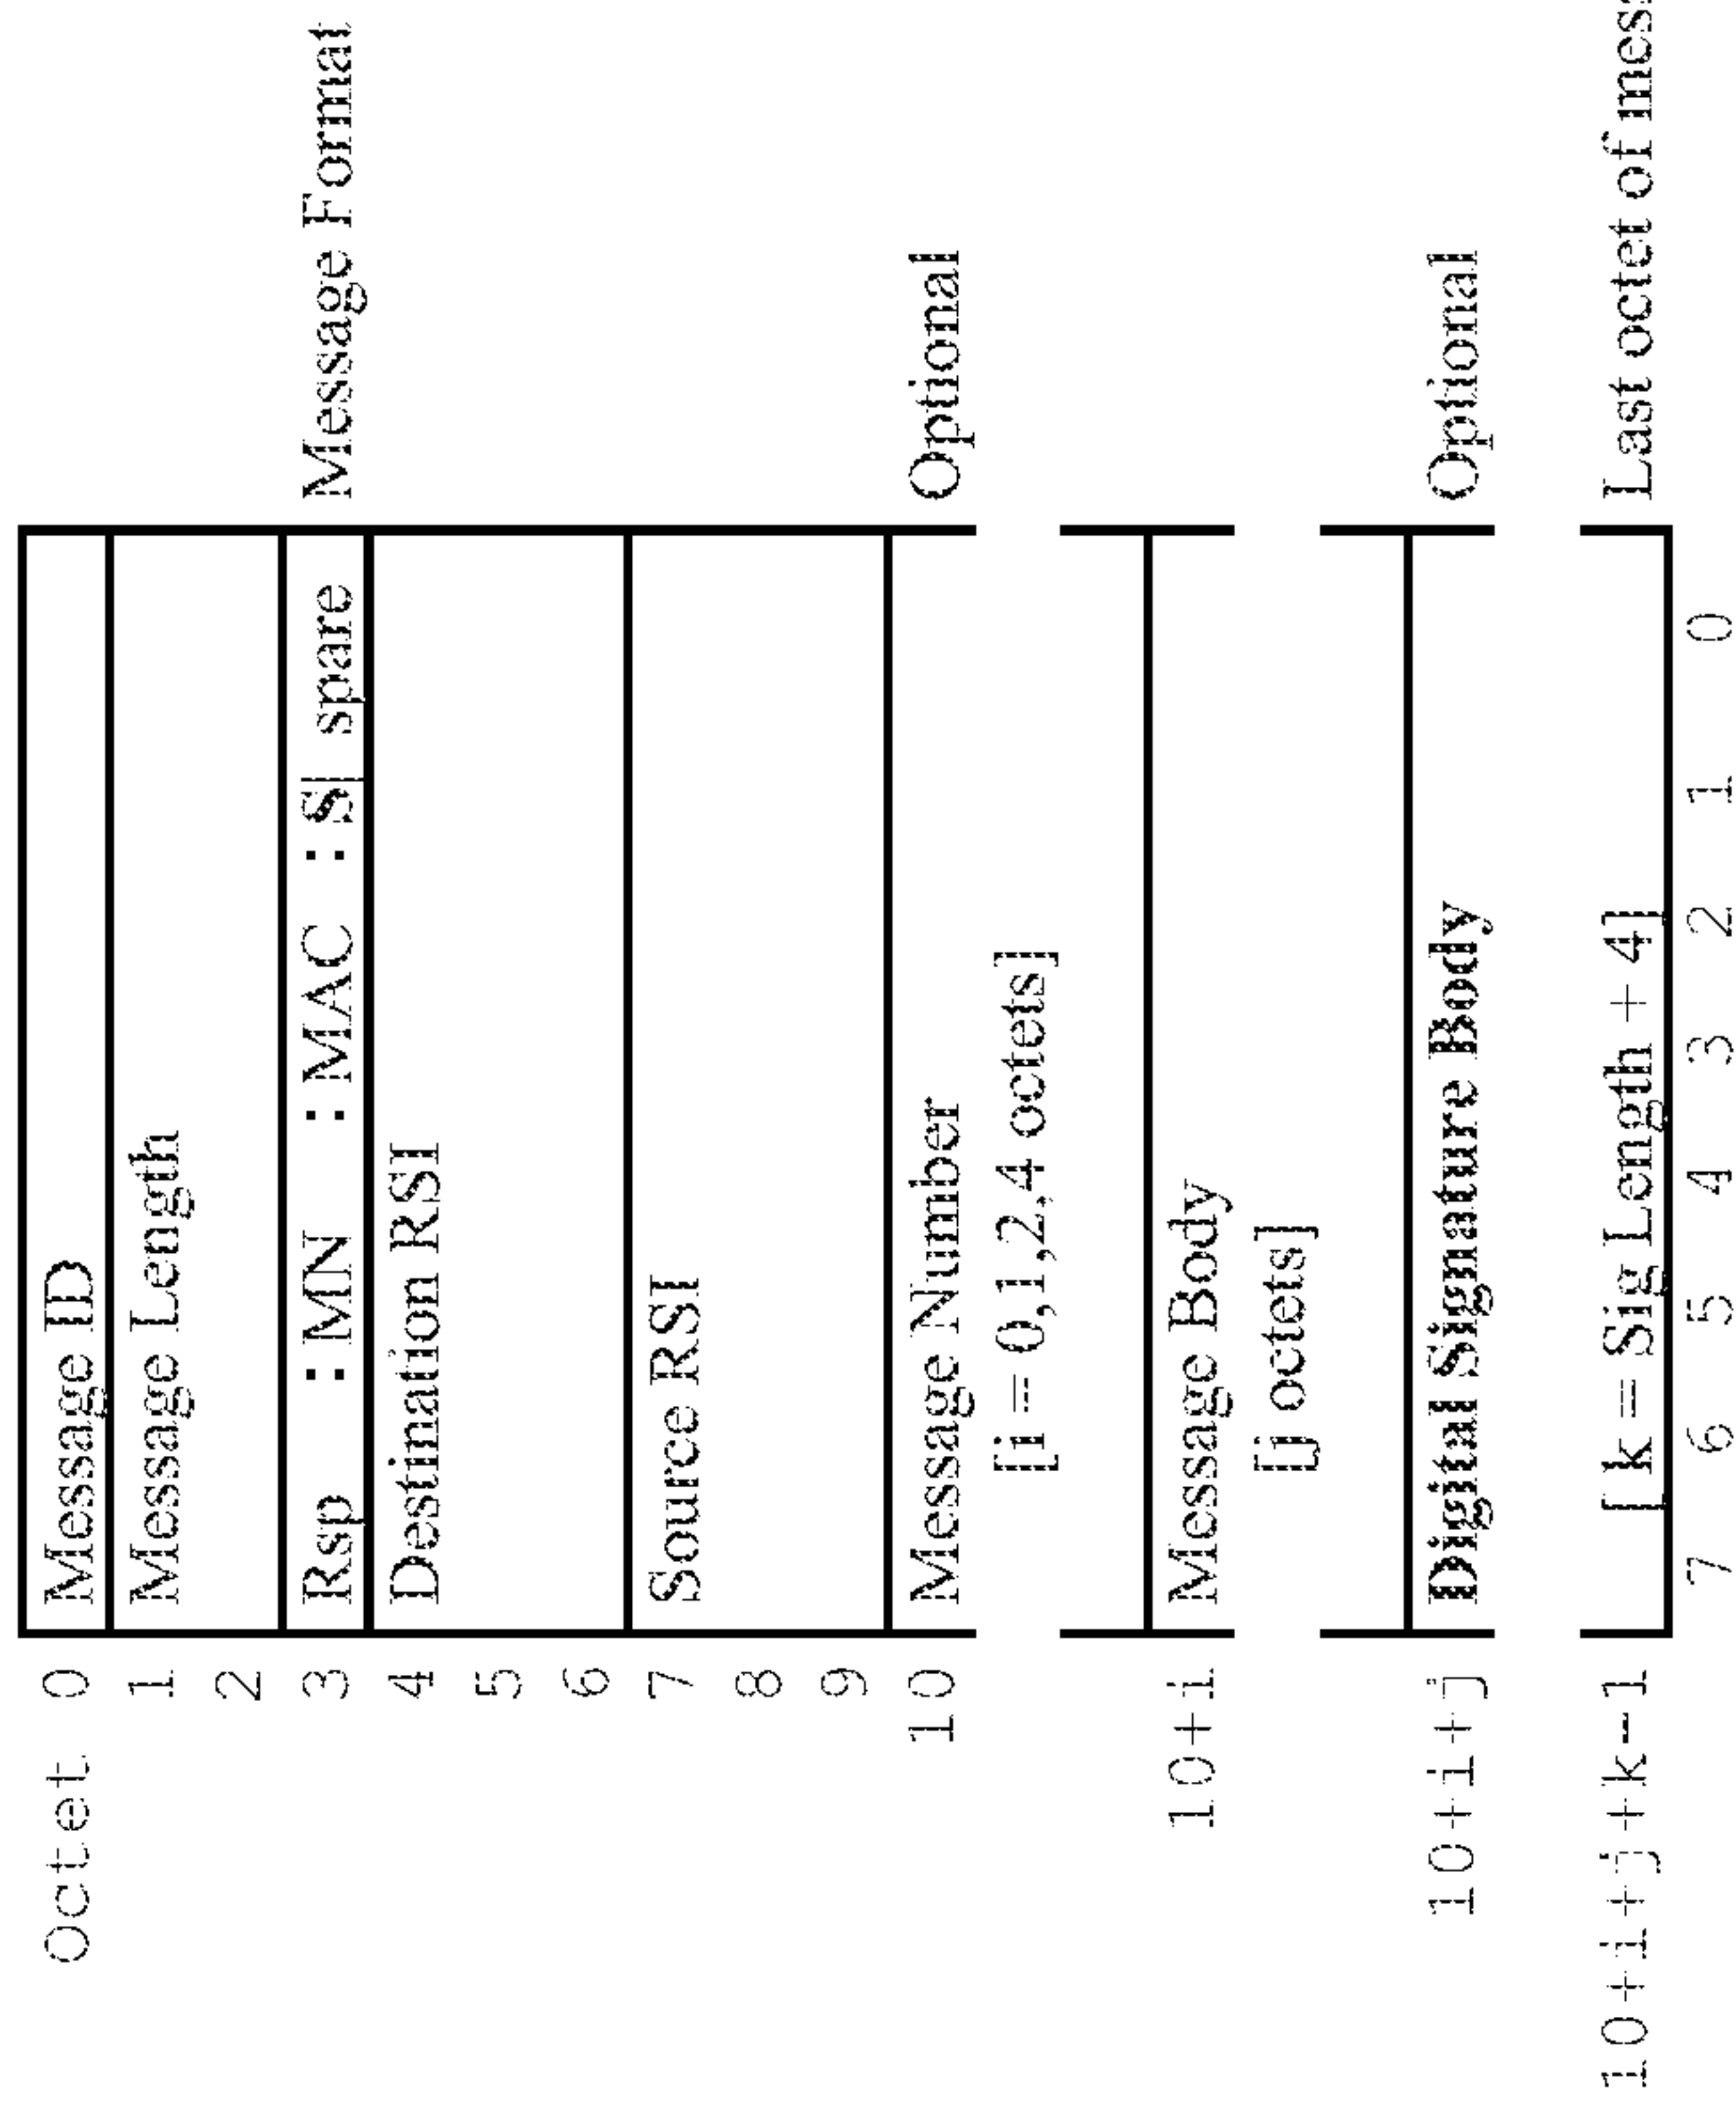 Octet 0 Message ID
1 Message Length
2
3 Rsp : MN : MAC : S| spare Message Format
4 Destination RSI
5
6
7 Source RSI
8
9
10 Message Number Optional
[i = 0,1,2,4 octets]
10+i Message Body
[j octets]
10+i+j Digital Signature Body Optional
10+i+j+k-1 [k = Sig Length + 4] Last octet of
7 6 5 4 3 2 1 0